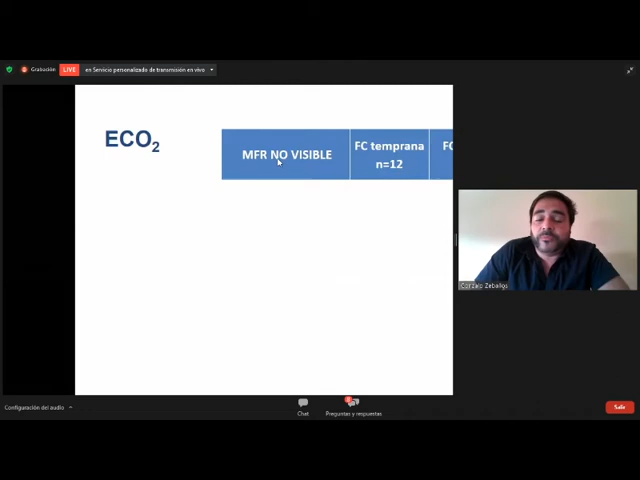 Grabación
LIVE
en Servicio personalizado de transmisión en vivo
ECO2
MFR NO VISIBLE
FC temprana
n=12
FC
Gonzalo Zeballos
Configuración del audio
Chat
Preguntas y respuestas
Salir